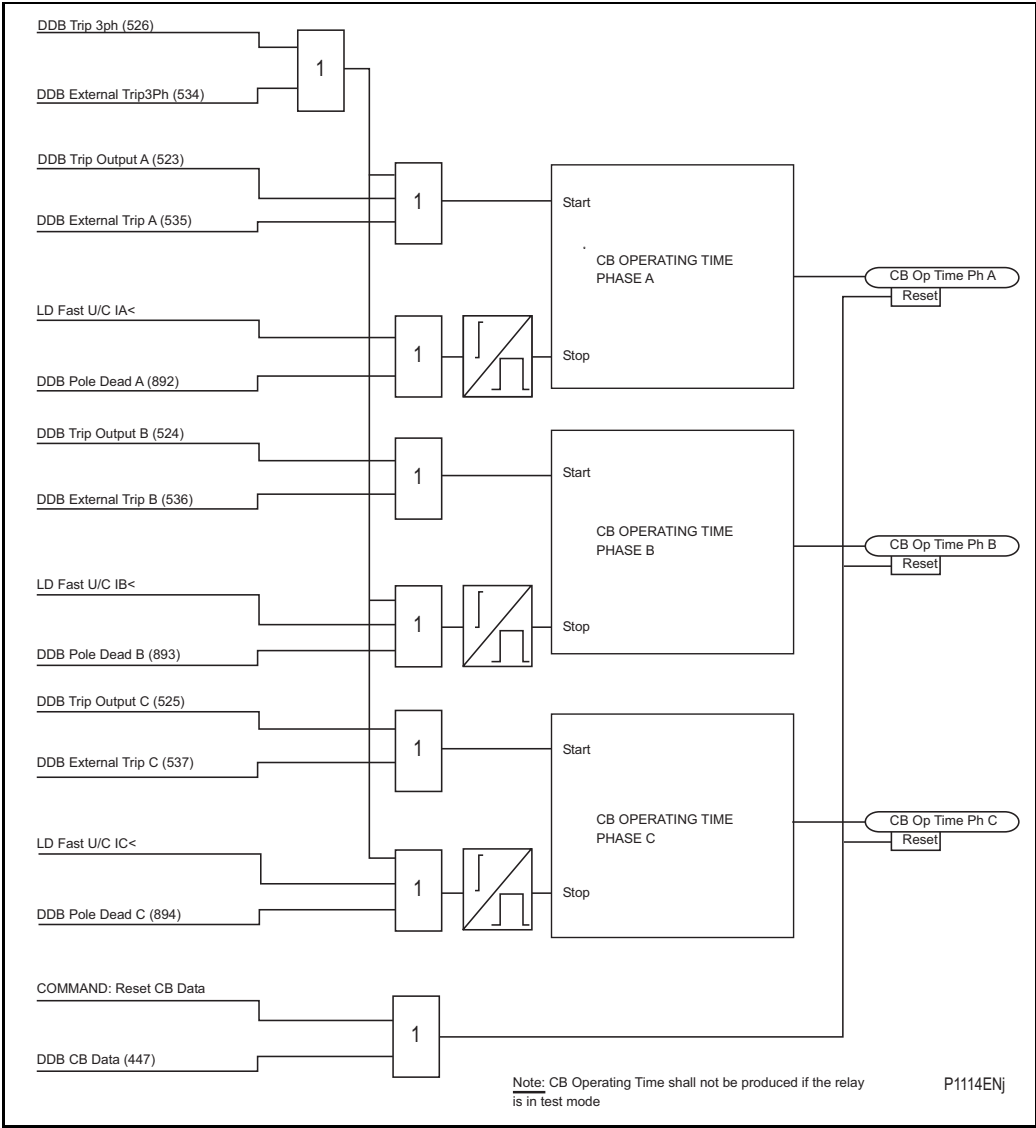 DDB Trip 3ph (526)
1
DDB External Trip3Ph (534)
DDB Trip Output A (523)
1
Start
DDB External Trip A (535)
CB OPERATING TIME
PHASE A
CB Op Time Ph A
Reset
LD Fast U/C IA<
1
Stop
DDB Pole Dead A (892)
DDB Trip Output B (524)
1
Start
DDB External Trip B (536)
CB OPERATING TIME
PHASE B
CB Op Time Ph B
Reset
LD Fast U/C IB<
1
Stop
DDB Pole Dead B (893)
DDB Trip Output C (525)
1
Start
DDB External Trip C (537)
CB OPERATING TIME
PHASE C
CB Op Time Ph C
Reset
LD Fast U/C IC<
1
Stop
DDB Pole Dead C (894)
COMMAND: Reset CB Data
1
DDB CB Data (447)
Note: CB Operating Time shall not be produced if the relay
is in test mode
P1114ENj